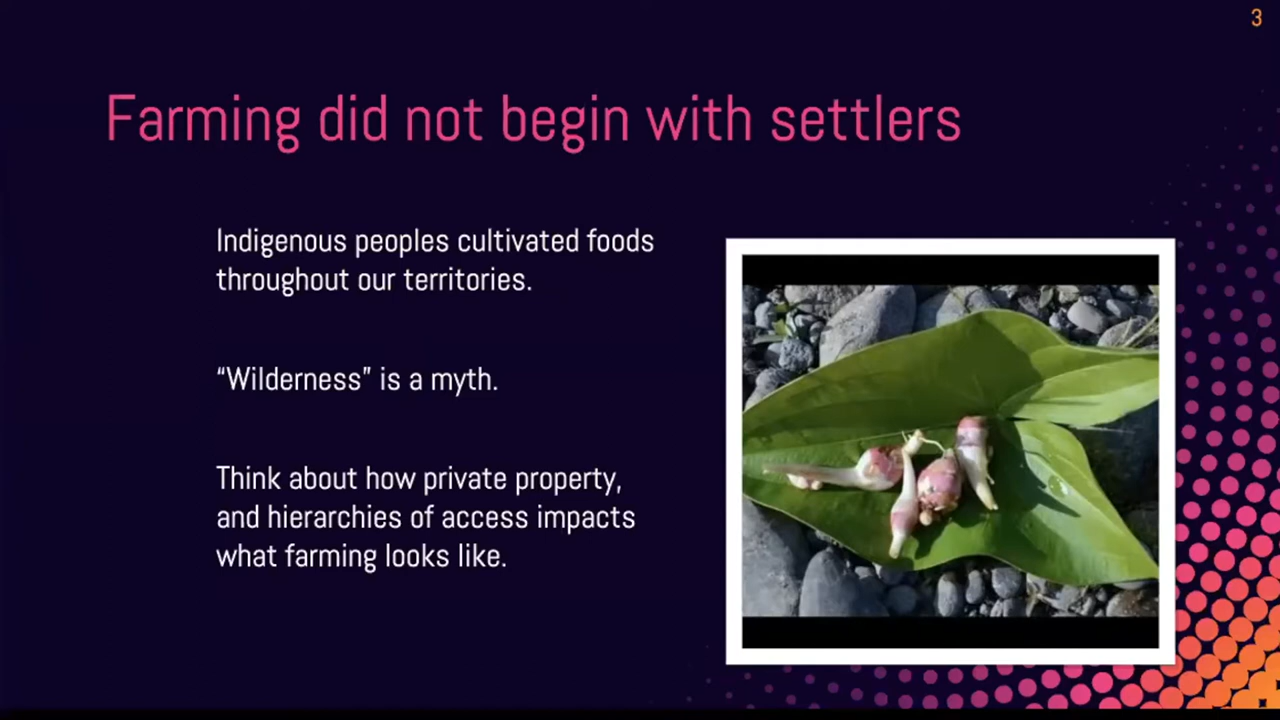 3
Farming did not begin with settlers
Indigenous peoples cultivated foods
throughout our territories.
“Wilderness” is a myth.
Think about how private property,
and hierarchies of access impacts
what farming looks like.